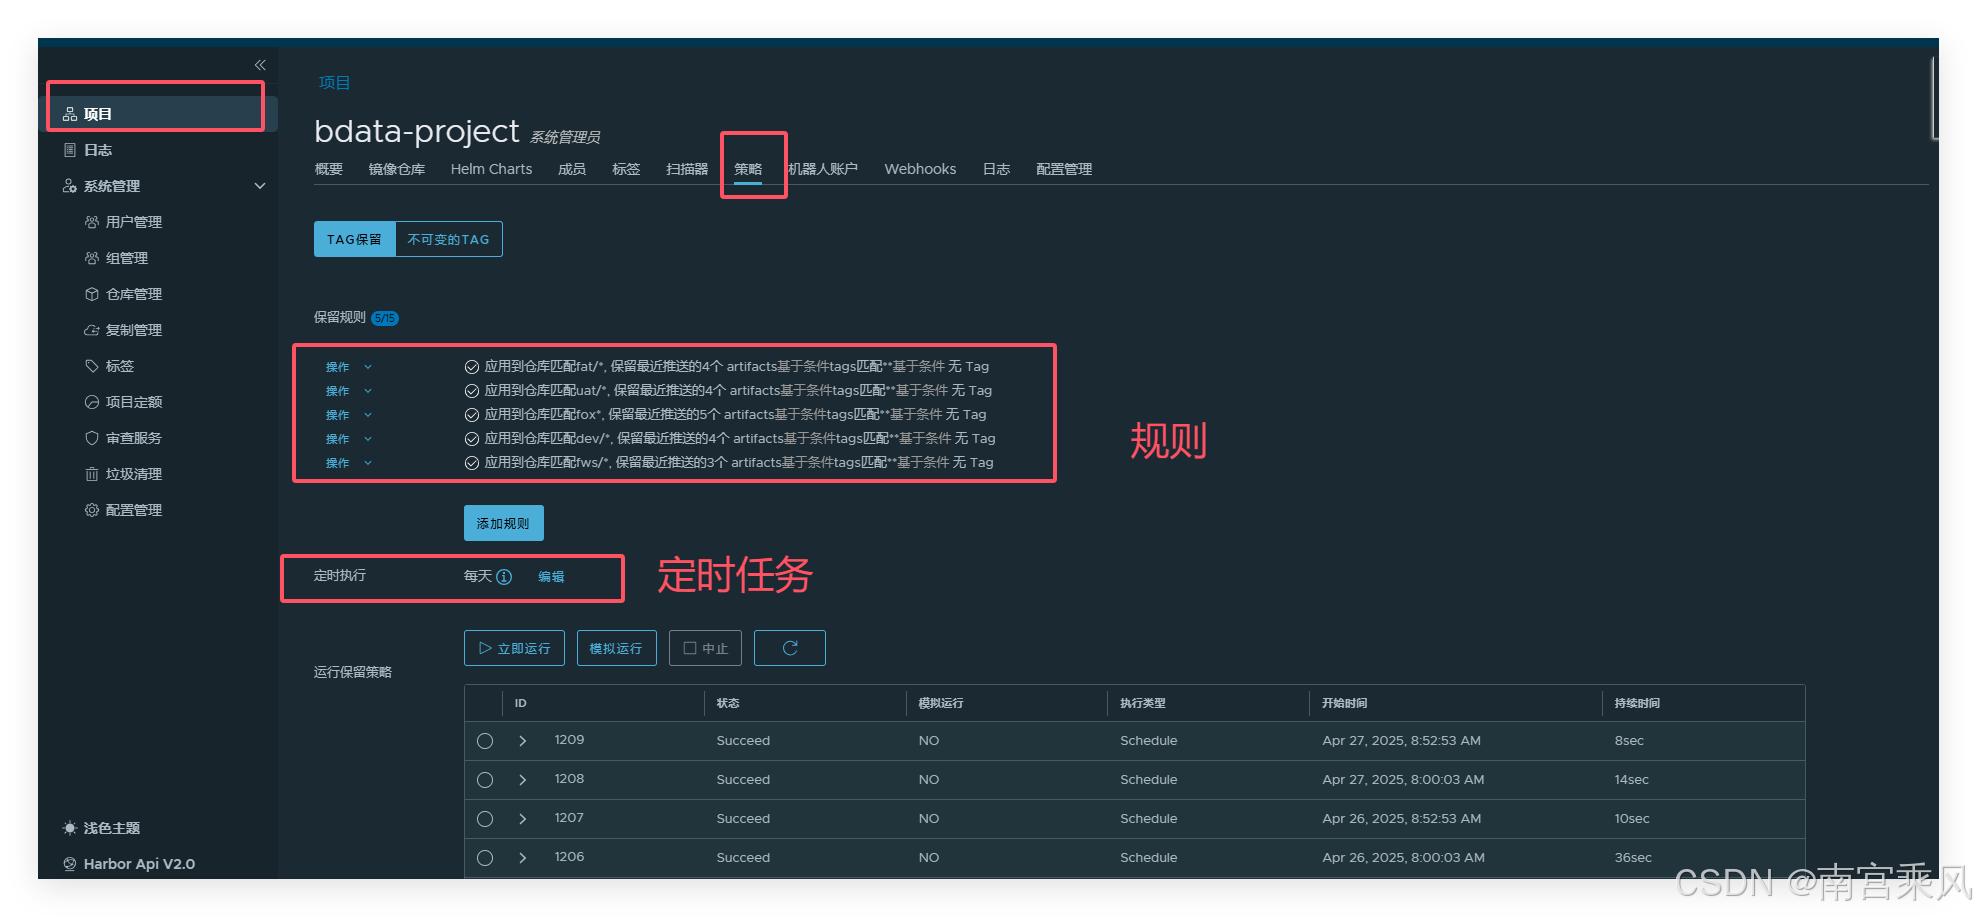 项目
日志
系统管理
用户管理
组管理
仓库管理
复制管理
标签
项目定额
审查服务
垃圾清理
配置管理
浅色主题
Harbor Api V2.0
项目
bdata-project 系统管理员
概要 镜像仓库 Helm Charts 成员 标签 扫描器 策略 机器人账户 Webhooks 日志 配置管理
TAG保留 不可变的TAG
保留规则 5/15
操作 应用到仓库匹配fat/*, 保留最近推送的4个 artifacts基于条件tags匹配**基于条件 无 Tag
操作 应用到仓库匹配uat/*, 保留最近推送的4个 artifacts基于条件tags匹配**基于条件 无 Tag
操作 应用到仓库匹配fox*, 保留最近推送的5个 artifacts基于条件tags匹配**基于条件 无 Tag
操作 应用到仓库匹配dev/*, 保留最近推送的4个 artifacts基于条件tags匹配**基于条件 无 Tag
操作 应用到仓库匹配fws/*, 保留最近推送的3个 artifacts基于条件tags匹配**基于条件 无 Tag
规则
添加规则
定时执行 每天 编辑
定时任务
立即运行 模拟运行 中止
运行保留策略
ID 状态 模拟运行 执行类型 开始时间 持续时间
1209 Succeed NO Schedule Apr 27, 2025, 8:52:53 AM 8sec
1208 Succeed NO Schedule Apr 27, 2025, 8:00:03 AM 14sec
1207 Succeed NO Schedule Apr 26, 2025, 8:52:53 AM 10sec
1206 Succeed NO Schedule Apr 26, 2025, 8:00:03 AM 36sec
CSDN @南宫乘风